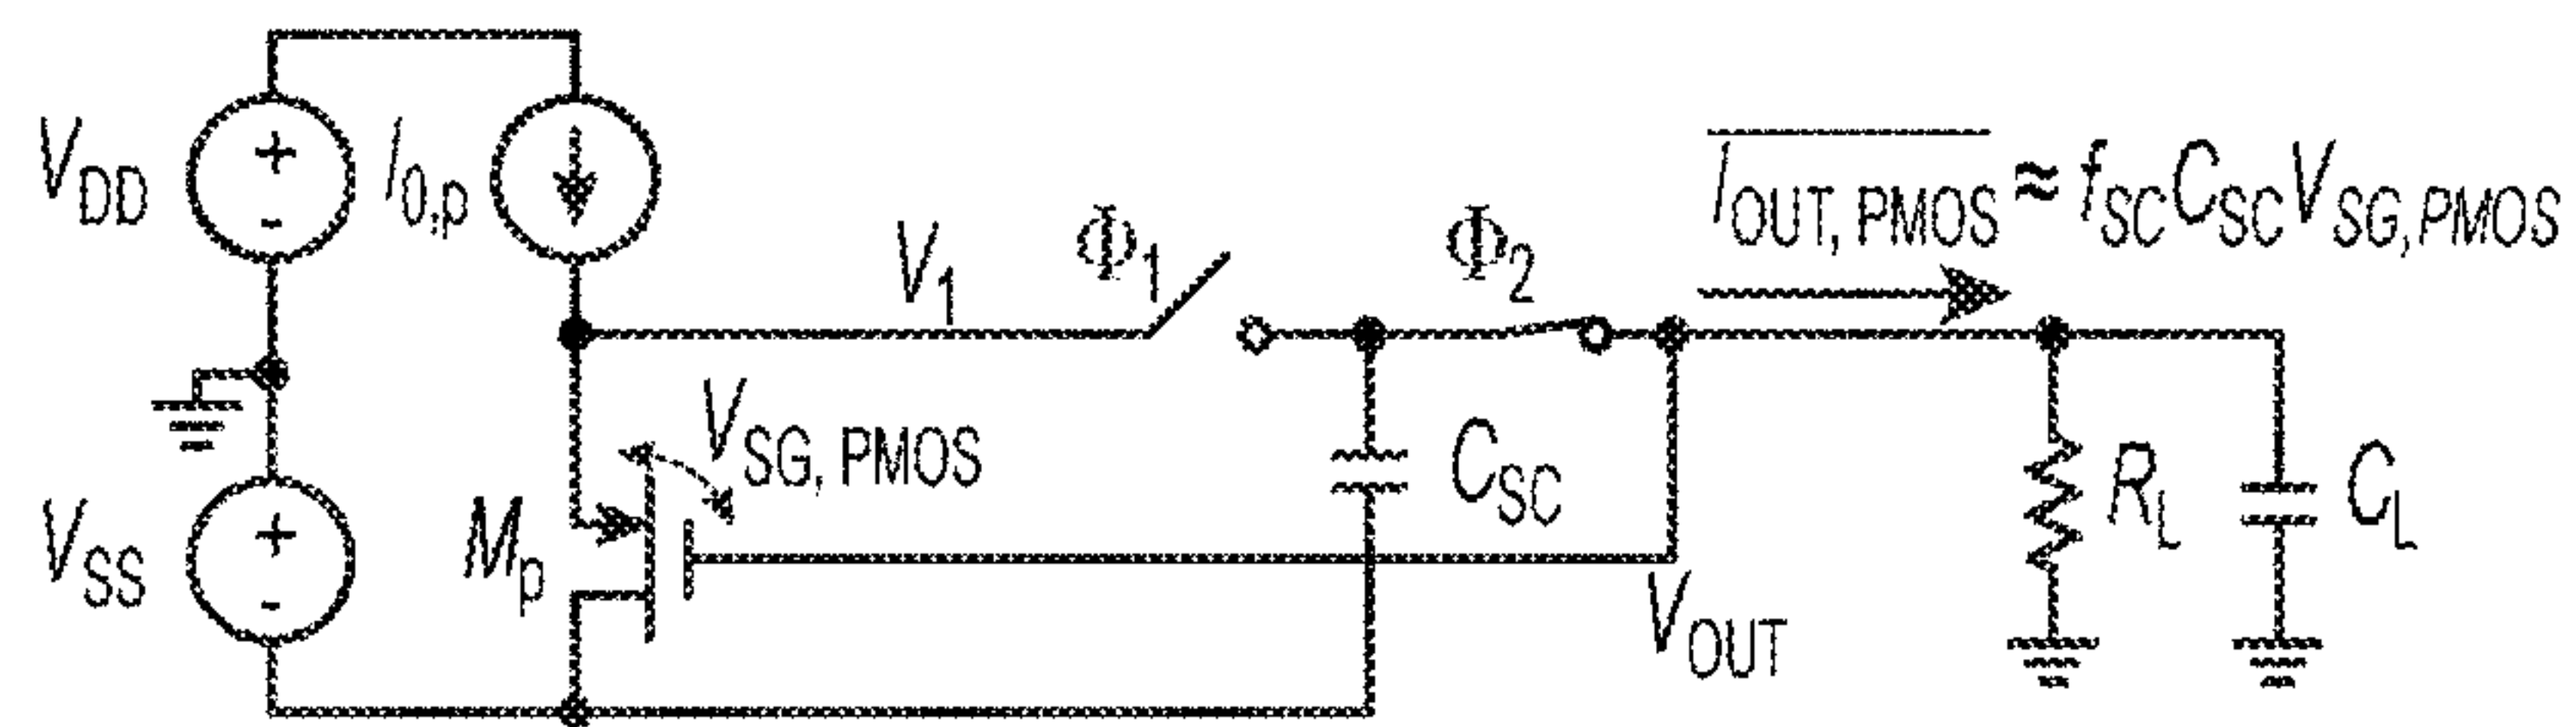 V_DD
+
-
I_0,p
V_1
Φ_1
Φ_2
I_OUT, PMOS ≈ f_SC C_SC V_SG,PMOS
V_SS
+
-
M_p
V_SG, PMOS
C_SC
V_OUT
R_L
C_L